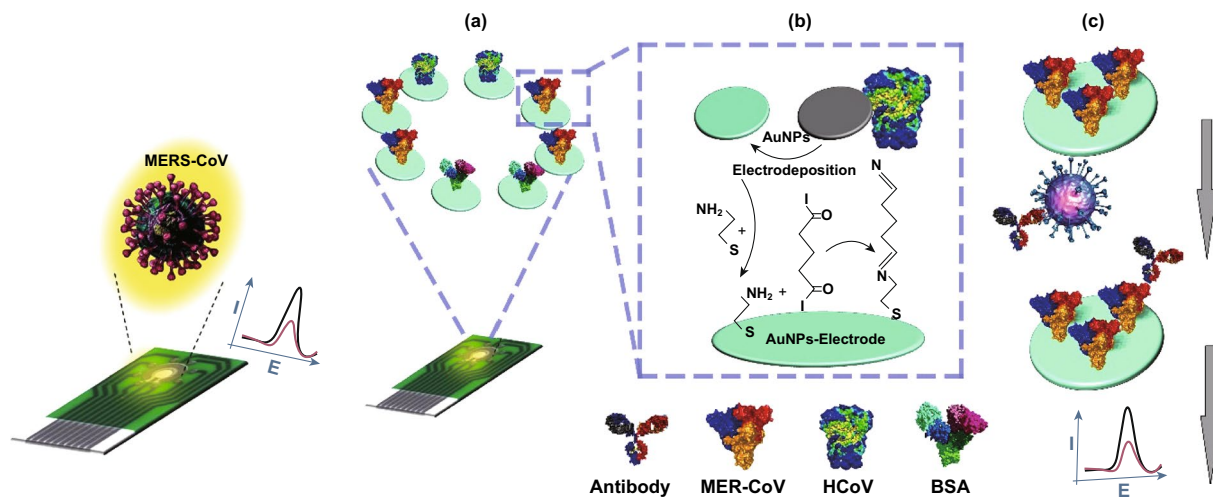 (a)
(b)
(c)
MERS-CoV
I
E
AuNPs
Electrodeposition
N
NH2
+
S
I
O
N
NH2
+
O
I
S
S
AuNPs-Electrode
I
E
Antibody
MER-CoV
HCoV
BSA